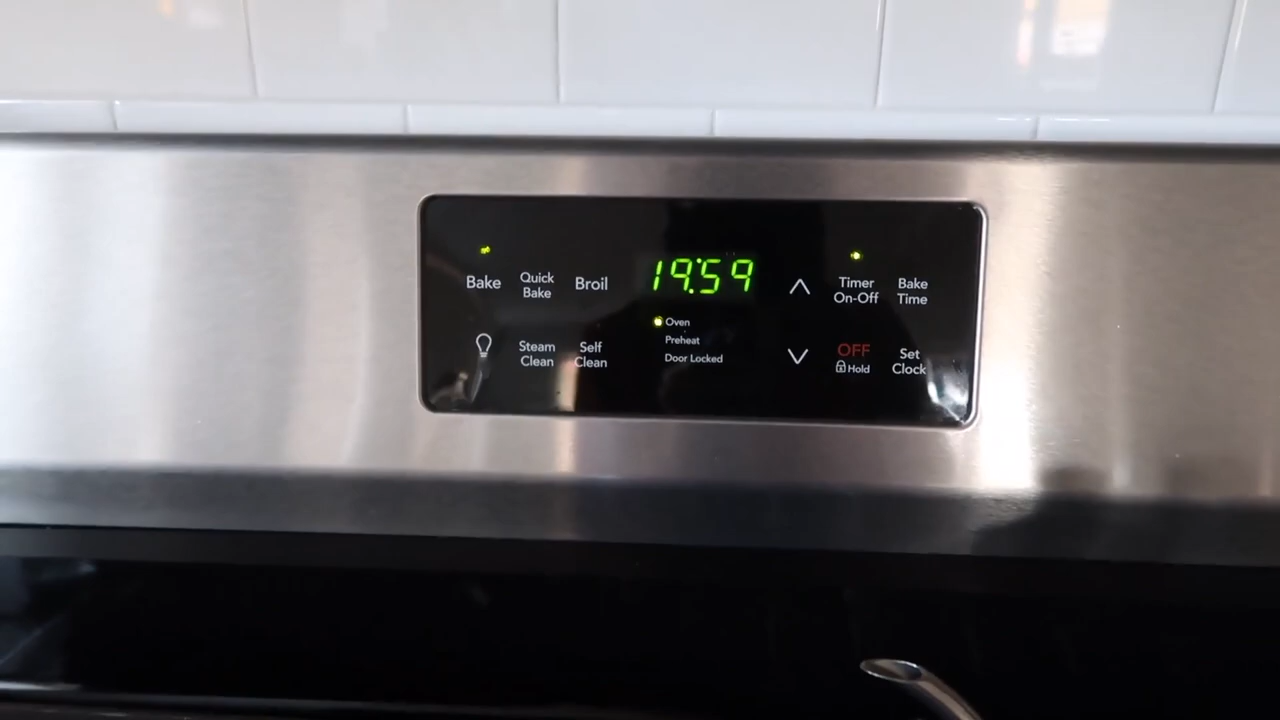 Bake
Quick
Bake
Broil
19:59
Timer
On-Off
Bake
Time
Oven
Preheat
Door Locked
Steam
Clean
Self
Clean
OFF
Hold
Set
Clock